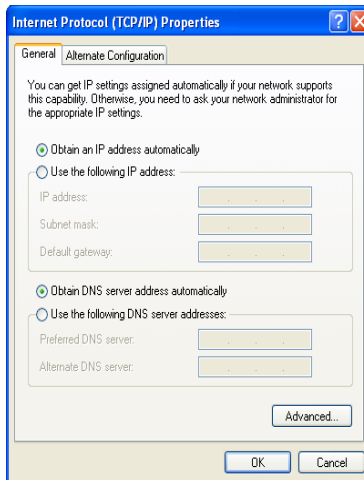 Internet Protocol (TCP/IP) Properties
General
Alternate Configuration
You can get IP settings assigned automatically if your network supports
this capability. Otherwise, you need to ask your network administrator for
the appropriate IP settings.
Obtain an IP address automatically
Use the following IP address:
IP address:
Subnet mask:
Default gateway:
Obtain DNS server address automatically
Use the following DNS server addresses:
Preferred DNS server:
Alternate DNS server:
Advanced...
OK
Cancel